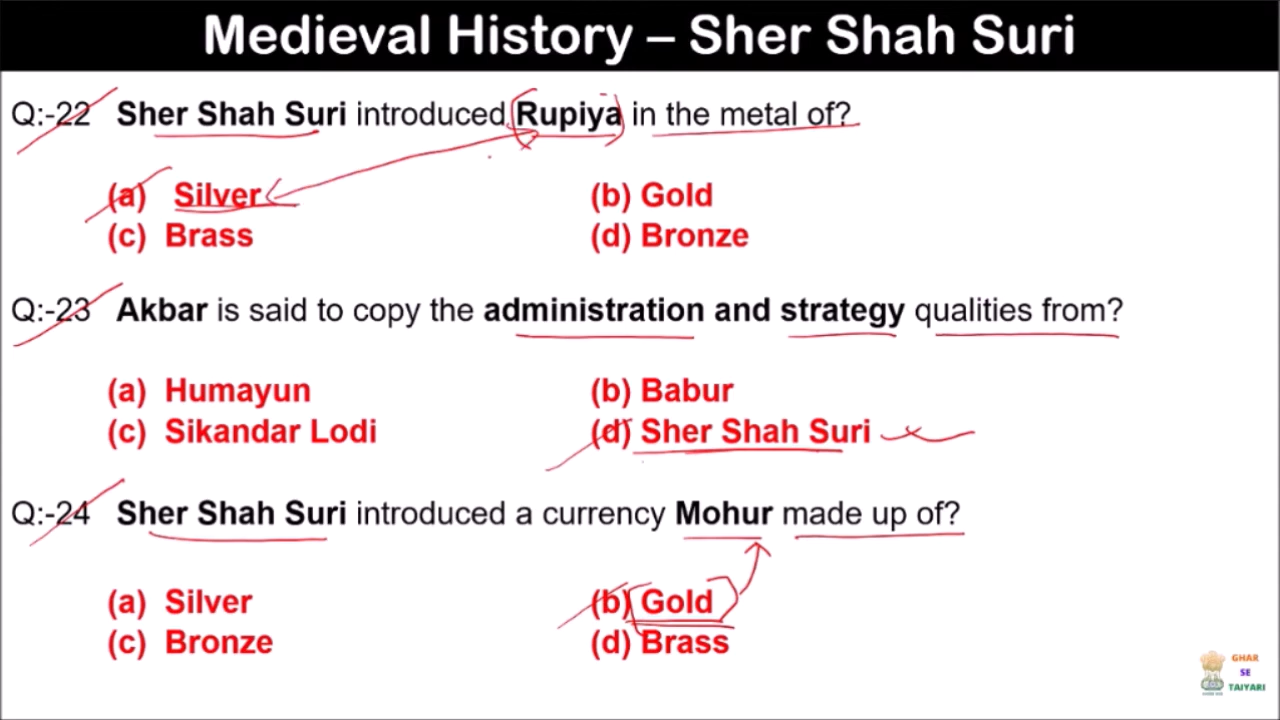 Medieval History – Sher Shah Suri
Q:-22 Sher Shah Suri introduced Rupiya in the metal of?
(a) Silver (b) Gold
(c) Brass (d) Bronze
Q:-23 Akbar is said to copy the administration and strategy qualities from?
(a) Humayun (b) Babur
(c) Sikandar Lodi (d) Sher Shah Suri
Q:-24 Sher Shah Suri introduced a currency Mohur made up of?
(a) Silver (b) Gold
(c) Bronze (d) Brass
GHAR
SE
TAIYARI